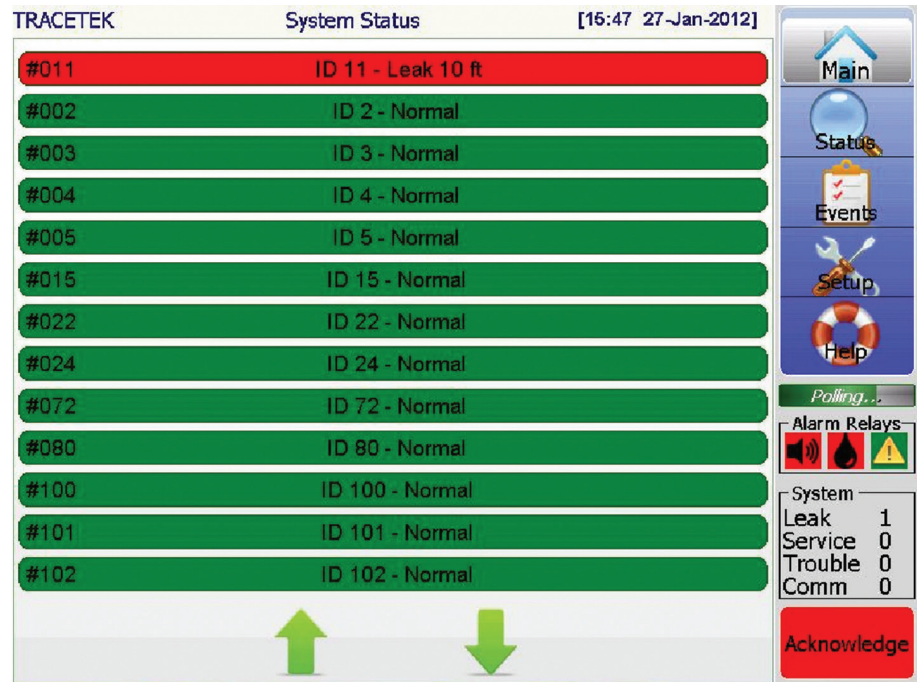 TRACETEK System Status [15:47 27-Jan-2012]
#011 ID 11 - Leak 10 ft
#002 ID 2 - Normal
#003 ID 3 - Normal
#004 ID 4 - Normal
#005 ID 5 - Normal
#015 ID 15 - Normal
#022 ID 22 - Normal
#024 ID 24 - Normal
#072 ID 72 - Normal
#080 ID 80 - Normal
#100 ID 100 - Normal
#101 ID 101 - Normal
#102 ID 102 - Normal
Main
Status
Events
Setup
Help
Polling...
Alarm Relays
System
Leak 1
Service 0
Trouble 0
Comm 0
Acknowledge